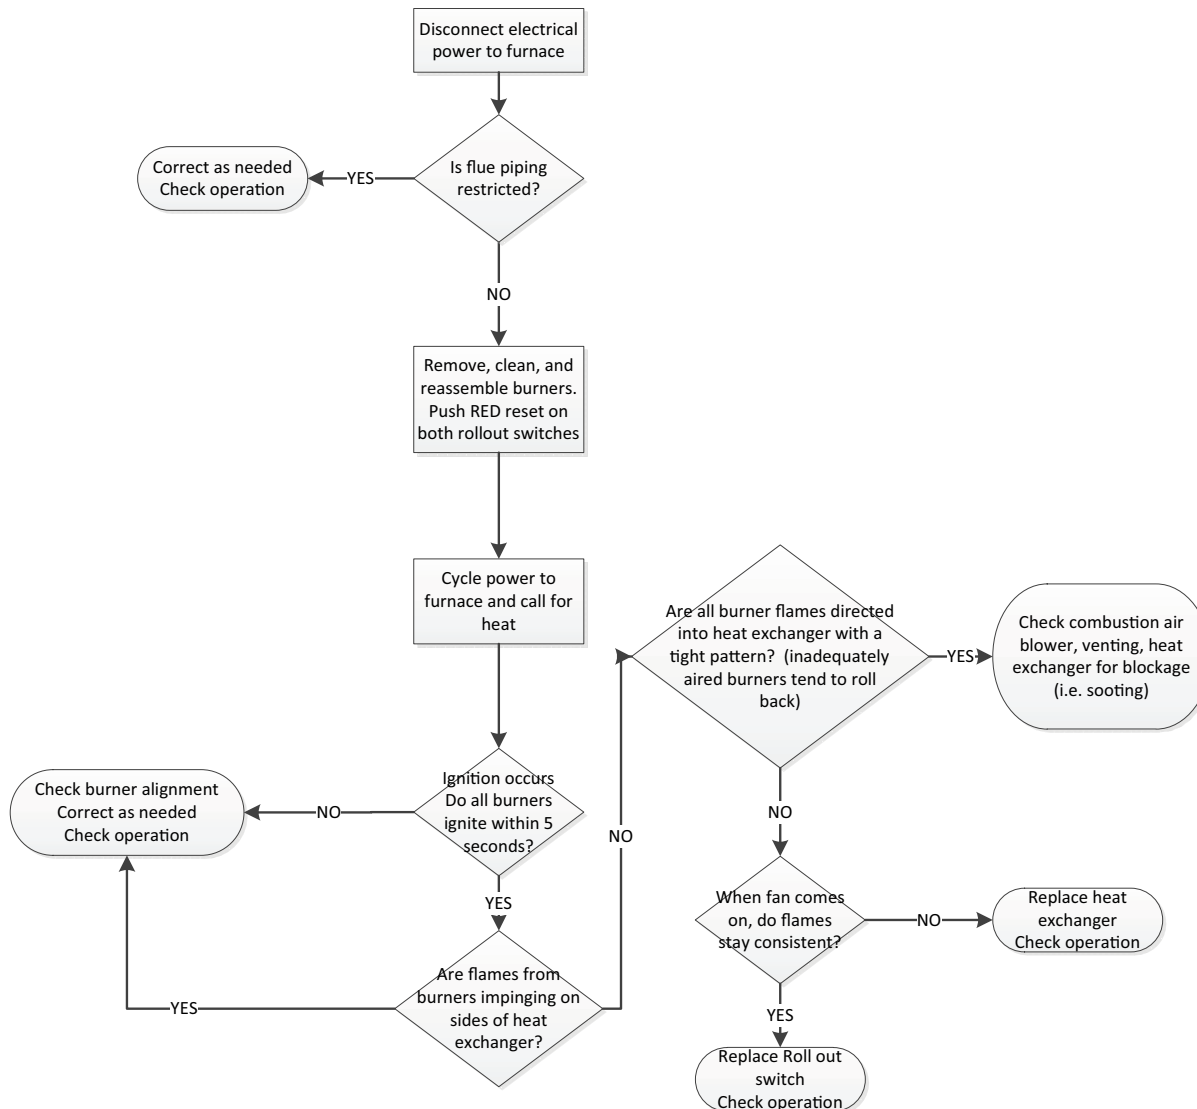 Disconnect electrical
power to furnace
Is flue piping
restricted?
YES
Correct as needed
Check operation
NO
Remove, clean, and
reassemble burners.
Push RED reset on
both rollout switches
Cycle power to
furnace and call for
heat
Ignition occurs
Do all burners
ignite within 5
seconds?
NO
Check burner alignment
Correct as needed
Check operation
YES
Are flames from
burners impinging on
sides of heat
exchanger?
YES
NO
Are all burner flames directed
into heat exchanger with a
tight pattern?  (inadequately
aired burners tend to roll
back)
YES
Check combustion air
blower, venting, heat
exchanger for blockage
(i.e. sooting)
NO
When fan comes
on, do flames
stay consistent?
NO
Replace heat
exchanger
Check operation
YES
Replace Roll out
switch
Check operation